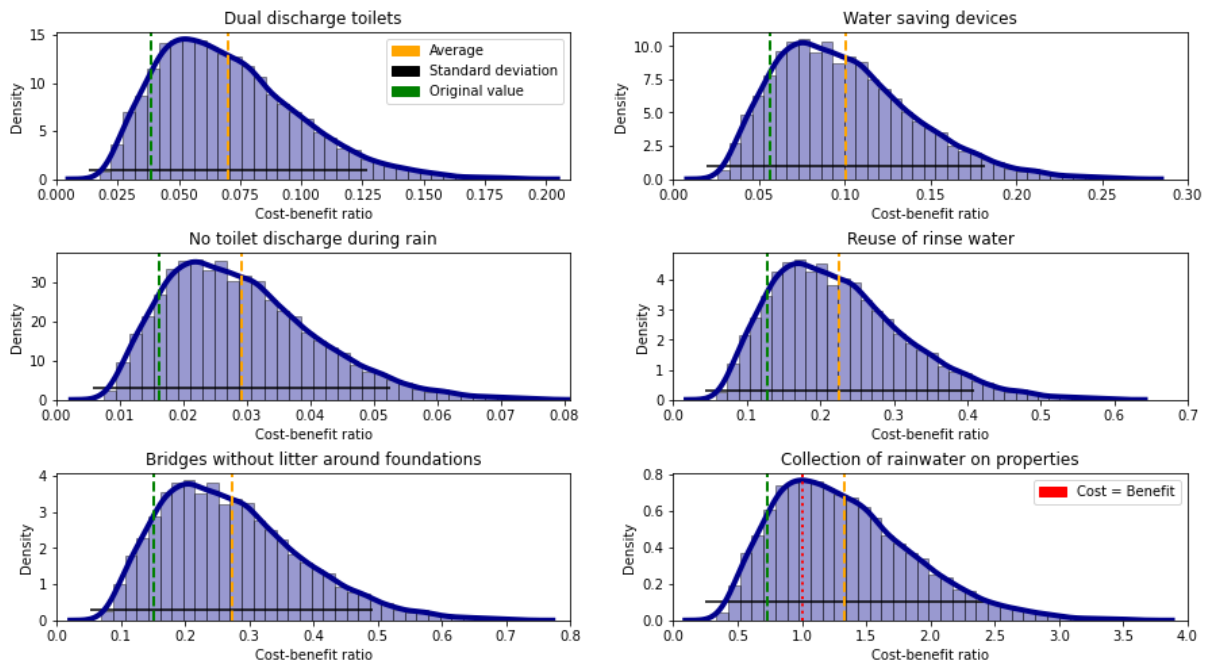 Dual discharge toilets
15
10
5
0
Density
0.000 0.025 0.050 0.075 0.100 0.125 0.150 0.175 0.200
Cost-benefit ratio
Average
Standard deviation
Original value
Water saving devices
10.0
7.5
5.0
2.5
0.0
Density
0.00 0.05 0.10 0.15 0.20 0.25 0.30
Cost-benefit ratio
No toilet discharge during rain
30
20
10
0
Density
0.00 0.01 0.02 0.03 0.04 0.05 0.06 0.07 0.08
Cost-benefit ratio
Reuse of rinse water
4
3
2
1
0
Density
0.0 0.1 0.2 0.3 0.4 0.5 0.6 0.7
Cost-benefit ratio
Bridges without litter around foundations
4
3
2
1
0
Density
0.0 0.1 0.2 0.3 0.4 0.5 0.6 0.7 0.8
Cost-benefit ratio
Collection of rainwater on properties
0.8
0.6
0.4
0.2
0.0
Density
0.0 0.5 1.0 1.5 2.0 2.5 3.0 3.5 4.0
Cost-benefit ratio
Cost = Benefit